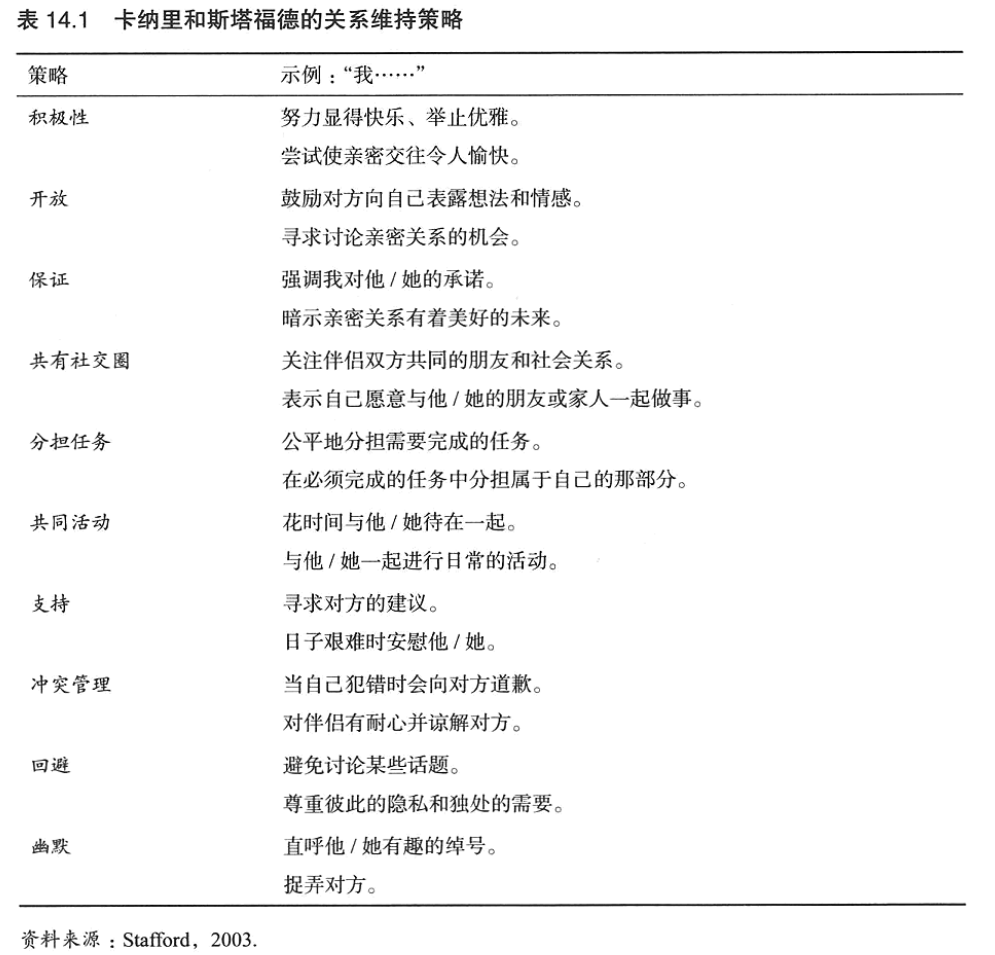 表 14.1 卡纳里和斯塔福德的关系维持策略
策略 示例：“我……”
积极性 努力显得快乐、举止优雅。
尝试使亲密交往令人愉快。
开放 鼓励对方向自己表露想法和情感。
寻求讨论亲密关系的机会。
保证 强调我对他 / 她的承诺。
暗示亲密关系有着美好的未来。
共有社交圈 关注伴侣双方共同的朋友和社会关系。
表示自己愿意与他 / 她的朋友或家人一起做事。
分担任务 公平地分担需要完成的任务。
在必须完成的任务中分担属于自己的那部分。
共同活动 花时间与他 / 她待在一起。
与他 / 她一起进行日常的活动。
支持 寻求对方的建议。
日子艰难时安慰他 / 她。
冲突管理 当自己犯错时会向对方道歉。
对伴侣有耐心并谅解对方。
回避 避免讨论某些话题。
尊重彼此的隐私和独处的需要。
幽默 直呼他 / 她有趣的绰号。
捉弄对方。
资料来源：Stafford，2003.